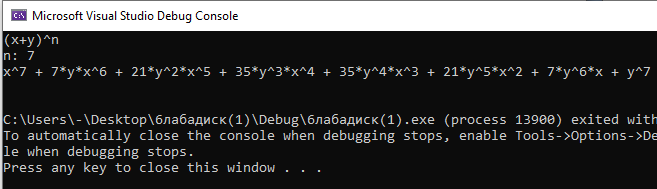 Microsoft Visual Studio Debug Console
(x+y)^n
n: 7
x^7 + 7*y*x^6 + 21*y^2*x^5 + 35*y^3*x^4 + 35*y^4*x^3 + 21*y^5*x^2 + 7*y^6*x + y^7
C:\Users\-\Desktop\6лабадиск(1)\Debug\6лабадиск(1).exe (process 13900) exited with
To automatically close the console when debugging stops, enable Tools->Options->De
le when debugging stops.
Press any key to close this window . . .